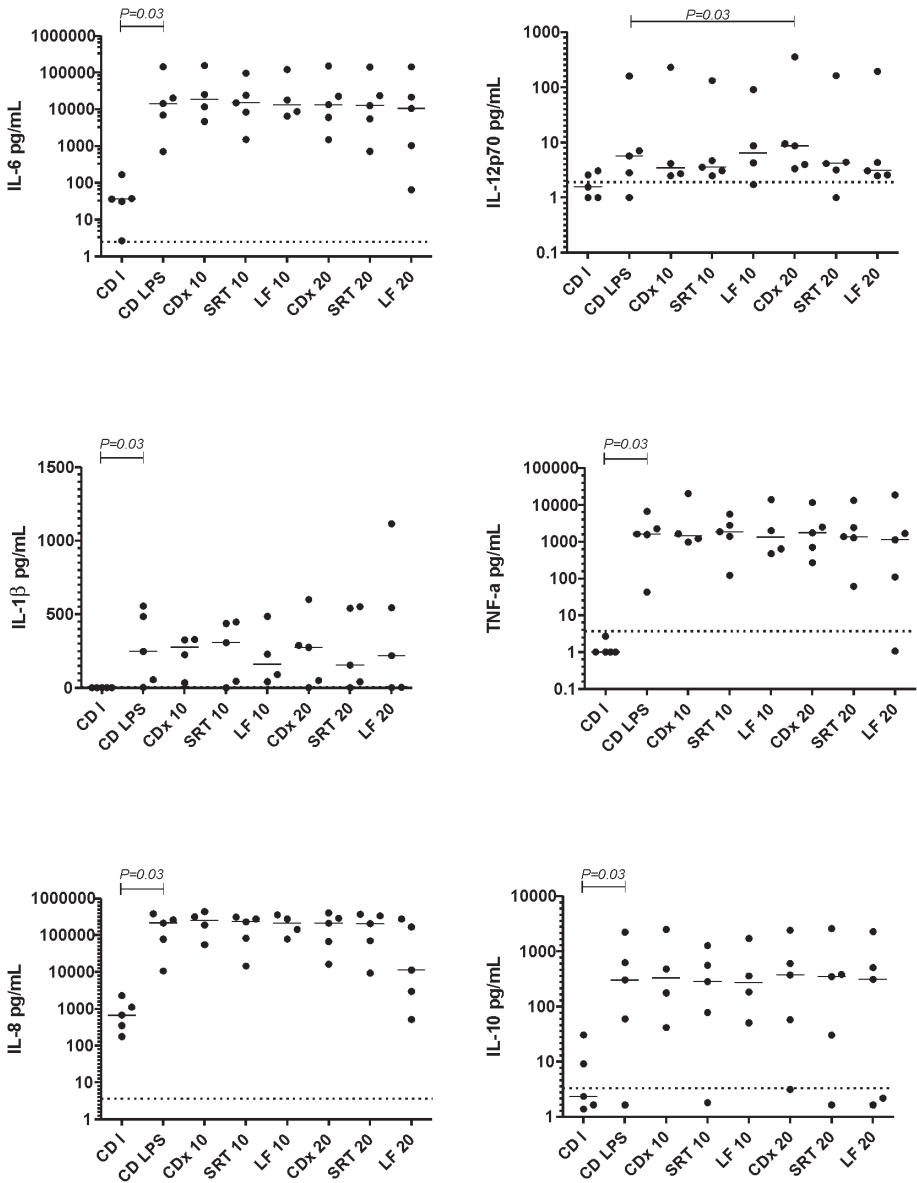 P=0.03
IL-6 pg/mL
1000000
100000
10000
1000
100
10
1
CD I
CD LPS
CDx 10
SRT 10
LF 10
CDx 20
SRT 20
LF 20
P=0.03
IL-12p70 pg/mL
1000
100
10
1
0.1
CD I
CD LPS
CDx 10
SRT 10
LF 10
CDx 20
SRT 20
LF 20
P=0.03
IL-1β pg/mL
1500
1000
500
0
CD I
CD LPS
CDx 10
SRT 10
LF 10
CDx 20
SRT 20
LF 20
P=0.03
TNF-a pg/mL
100000
10000
1000
100
10
1
0.1
CD I
CD LPS
CDx 10
SRT 10
LF 10
CDx 20
SRT 20
LF 20
P=0.03
IL-8 pg/mL
1000000
100000
10000
1000
100
10
1
CD I
CD LPS
CDx 10
SRT 10
LF 10
CDx 20
SRT 20
LF 20
P=0.03
IL-10 pg/mL
10000
1000
100
10
1
CD I
CD LPS
CDx 10
SRT 10
LF 10
CDx 20
SRT 20
LF 20